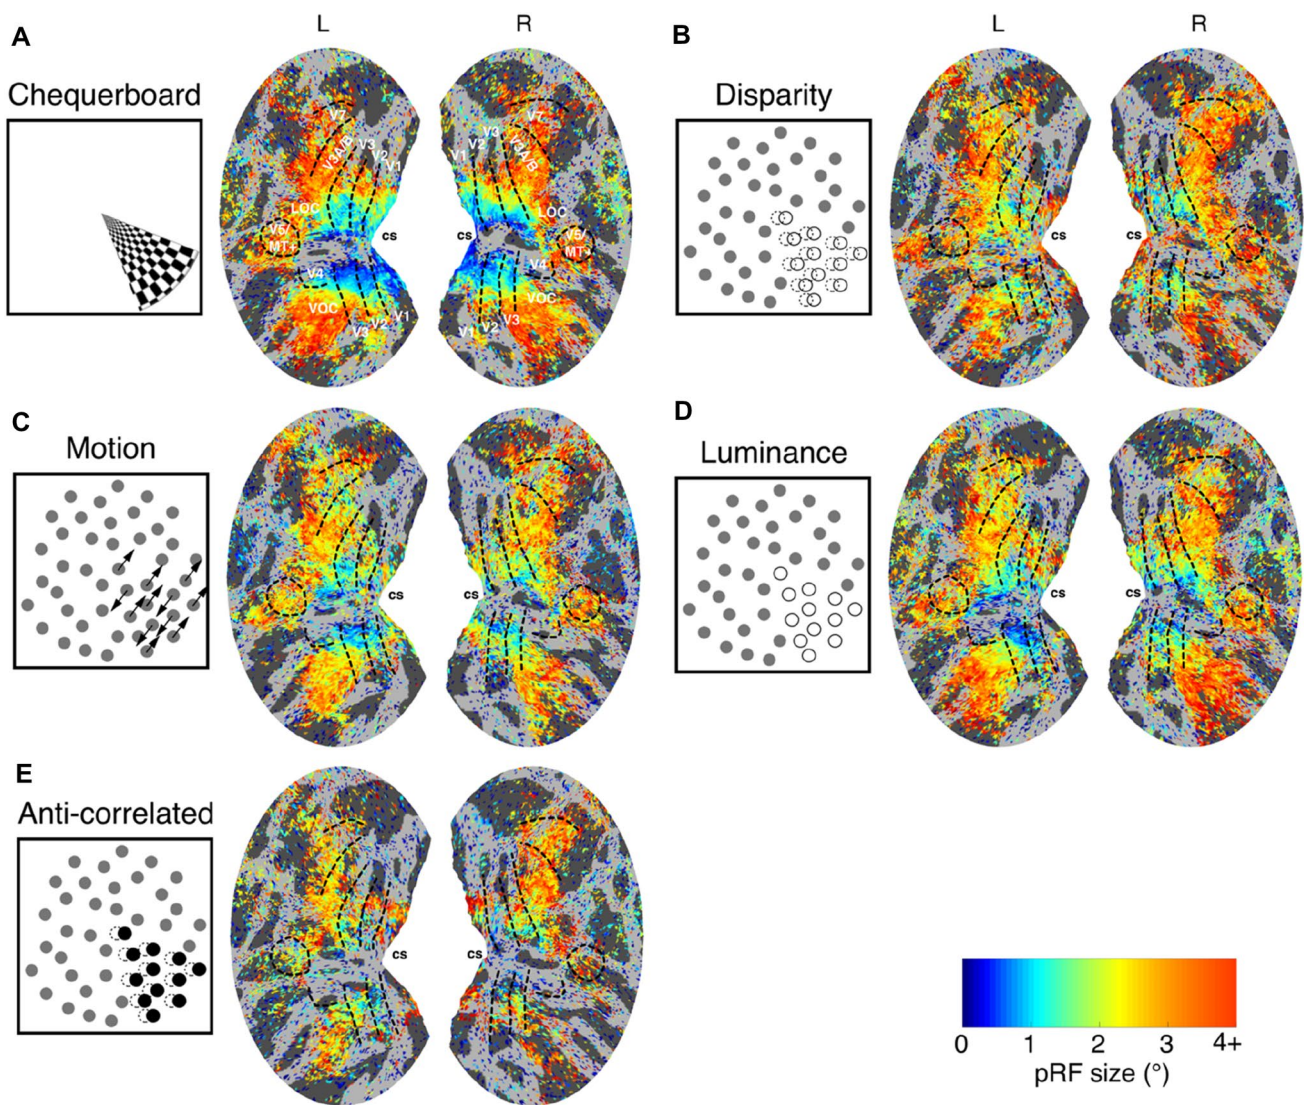 L R L R
A B
Chequerboard Disparity
V7 V3A/B V3 V2 V1
V1 V2 V3 V3A/B V7
LOC LOC
V5/ V5/
MT+ MT+
cs cs cs cs
V4 V4
VOC VOC
V3 V2 V1 V1 V2 V3
C D
Motion Luminance
cs cs cs cs
E
Anti-correlated
cs cs
0 1 2 3 4+
pRF size (°)